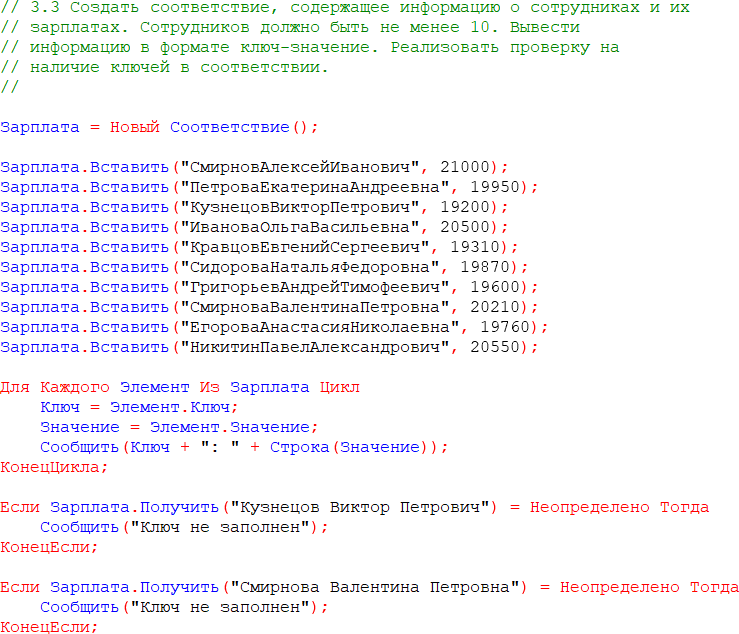 // 3.3 Создать соответствие, содержащее информацию о сотрудниках и их
// зарплатах. Сотрудников должно быть не менее 10. Вывести
// информацию в формате ключ-значение. Реализовать проверку на
// наличие ключей в соответствии.
//
Зарплата = Новый Соответствие();
Зарплата.Вставить("СмирновАлексейИванович", 21000);
Зарплата.Вставить("ПетроваЕкатеринаАндреевна", 19950);
Зарплата.Вставить("КузнецовВикторПетрович", 19200);
Зарплата.Вставить("ИвановаОльгаВасильевна", 20500);
Зарплата.Вставить("КравцовЕвгенийСергеевич", 19310);
Зарплата.Вставить("СидороваНатальяФедоровна", 19870);
Зарплата.Вставить("ГригорьевАндрейТимофеевич", 19600);
Зарплата.Вставить("СмирноваВалентинаПетровна", 20210);
Зарплата.Вставить("ЕгороваАнастасияНиколаевна", 19760);
Зарплата.Вставить("НикитинПавелАлександрович", 20550);
Для Каждого Элемент Из Зарплата Цикл
    Ключ = Элемент.Ключ;
    Значение = Элемент.Значение;
    Сообщить(Ключ + ": " + Строка(Значение));
КонецЦикла;
Если Зарплата.Получить("Кузнецов Виктор Петрович") = Неопределено Тогда
    Сообщить("Ключ не заполнен");
КонецЕсли;
Если Зарплата.Получить("Смирнова Валентина Петровна") = Неопределено Тогда
    Сообщить("Ключ не заполнен");
КонецЕсли;